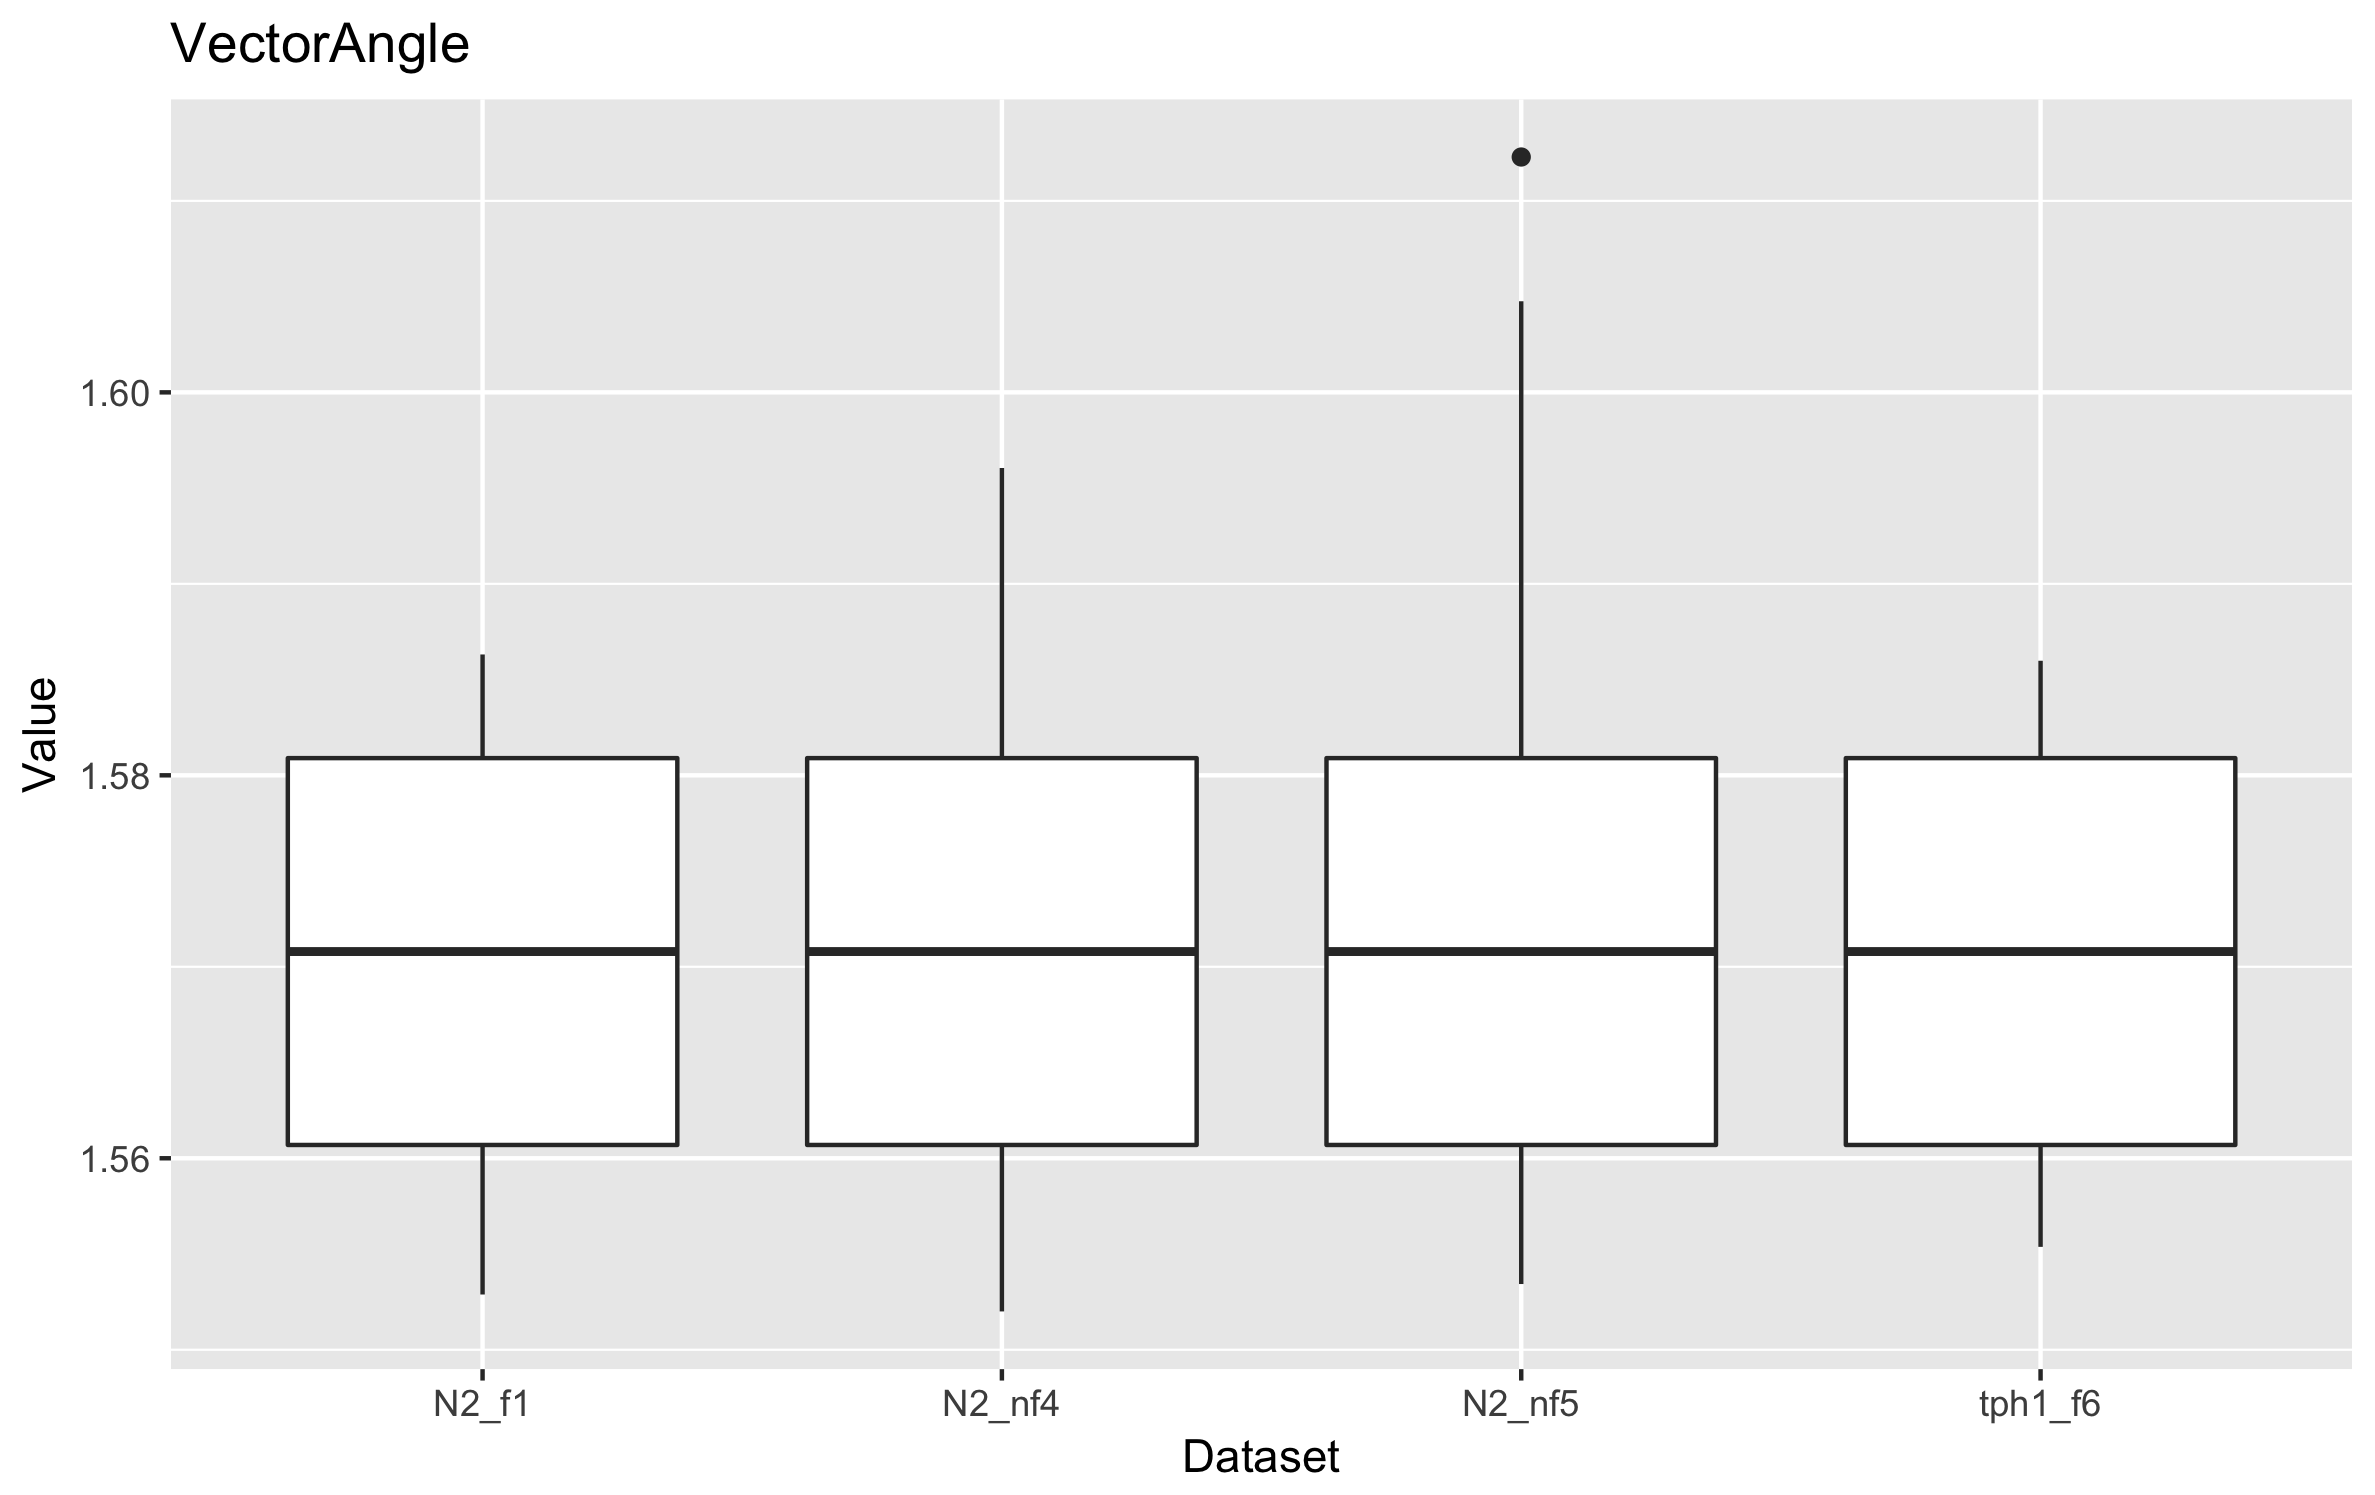 VectorAngle
Value
1.60
1.58
1.56
N2_f1 N2_nf4 N2_nf5 tph1_f6
Dataset